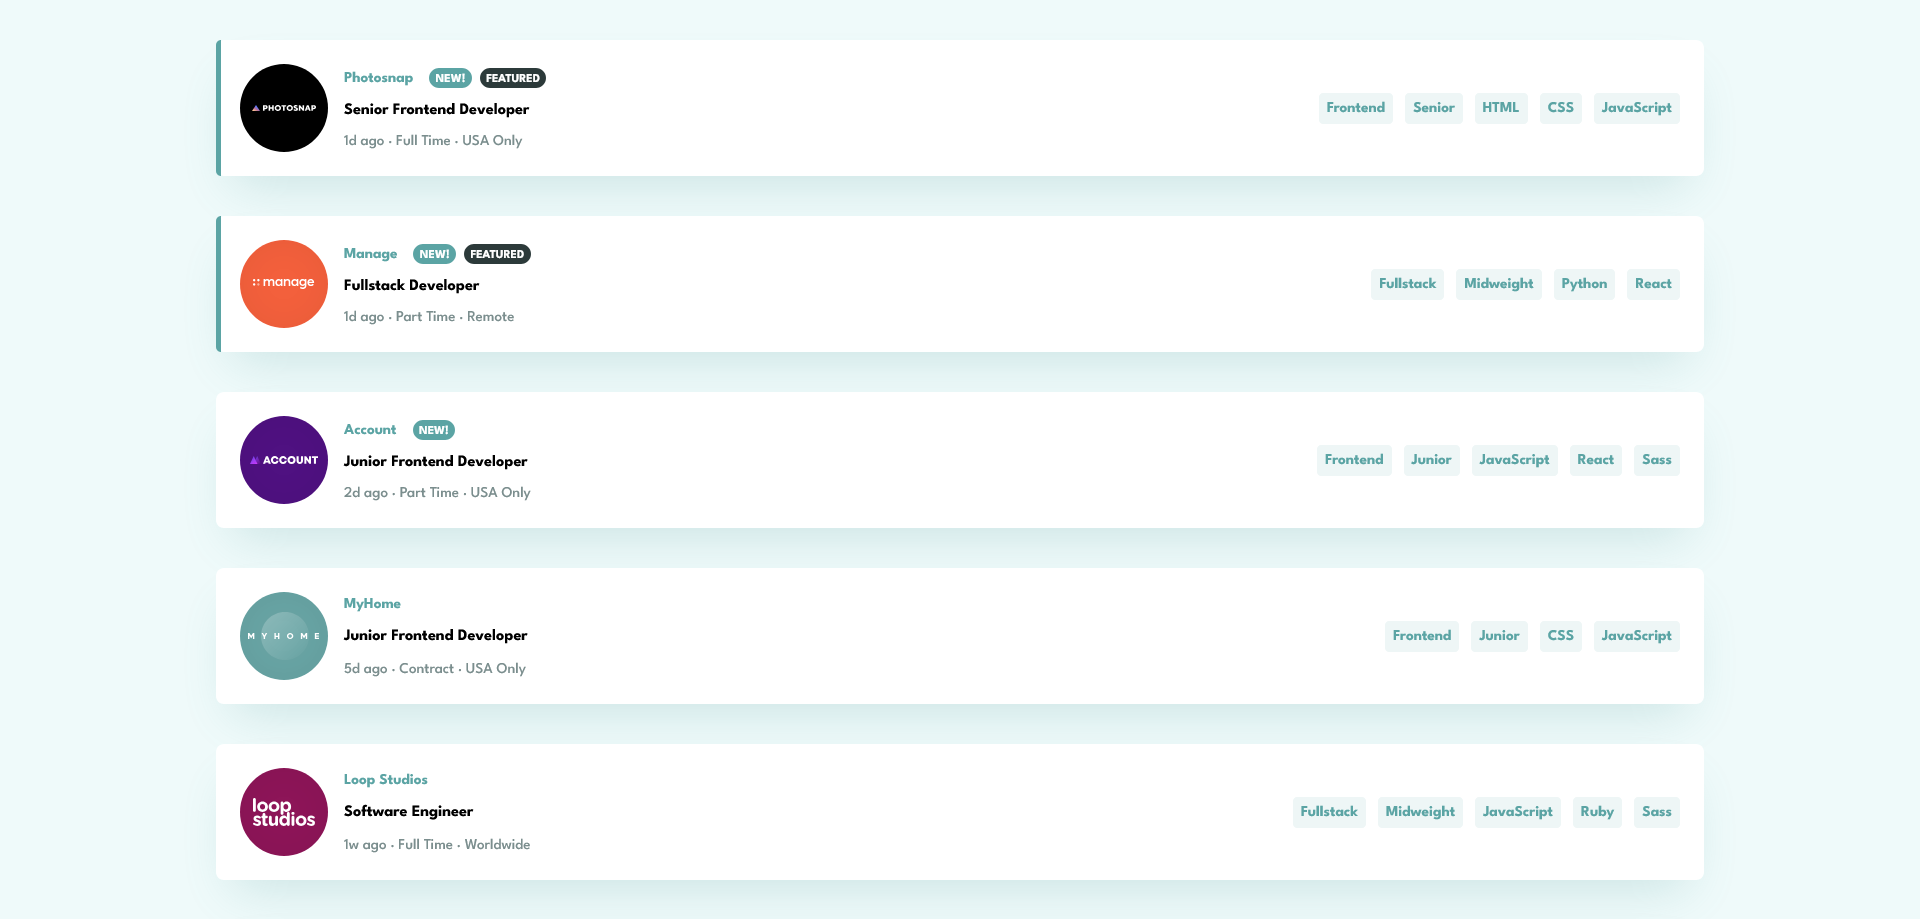 PHOTOSNAP
Photosnap NEW! FEATURED
Senior Frontend Developer
1d ago · Full Time · USA Only
Frontend Senior HTML CSS JavaScript
manage
Manage NEW! FEATURED
Fullstack Developer
1d ago · Part Time · Remote
Fullstack Midweight Python React
ACCOUNT
Account NEW!
Junior Frontend Developer
2d ago · Part Time · USA Only
Frontend Junior JavaScript React Sass
MYHOME
MyHome
Junior Frontend Developer
5d ago · Contract · USA Only
Frontend Junior CSS JavaScript
loop
studios
Loop Studios
Software Engineer
1w ago · Full Time · Worldwide
Fullstack Midweight JavaScript Ruby Sass